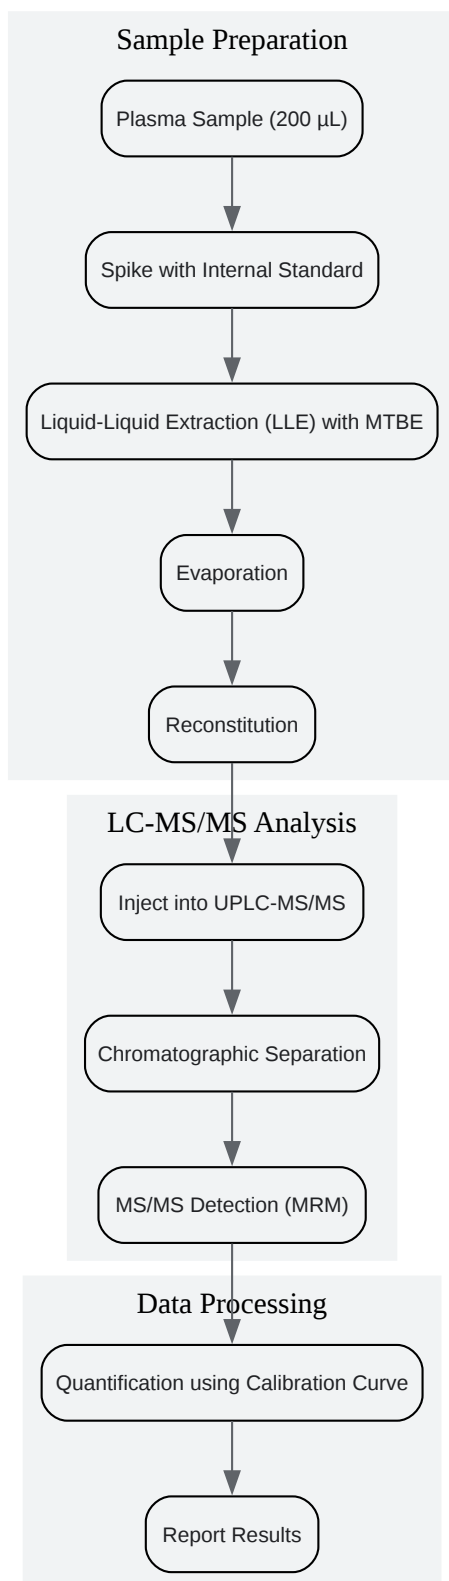 Sample Preparation
Plasma Sample (200 µL)
Spike with Internal Standard
Liquid-Liquid Extraction (LLE) with MTBE
Evaporation
Reconstitution
LC-MS/MS Analysis
Inject into UPLC-MS/MS
Chromatographic Separation
MS/MS Detection (MRM)
Data Processing
Quantification using Calibration Curve
Report Results